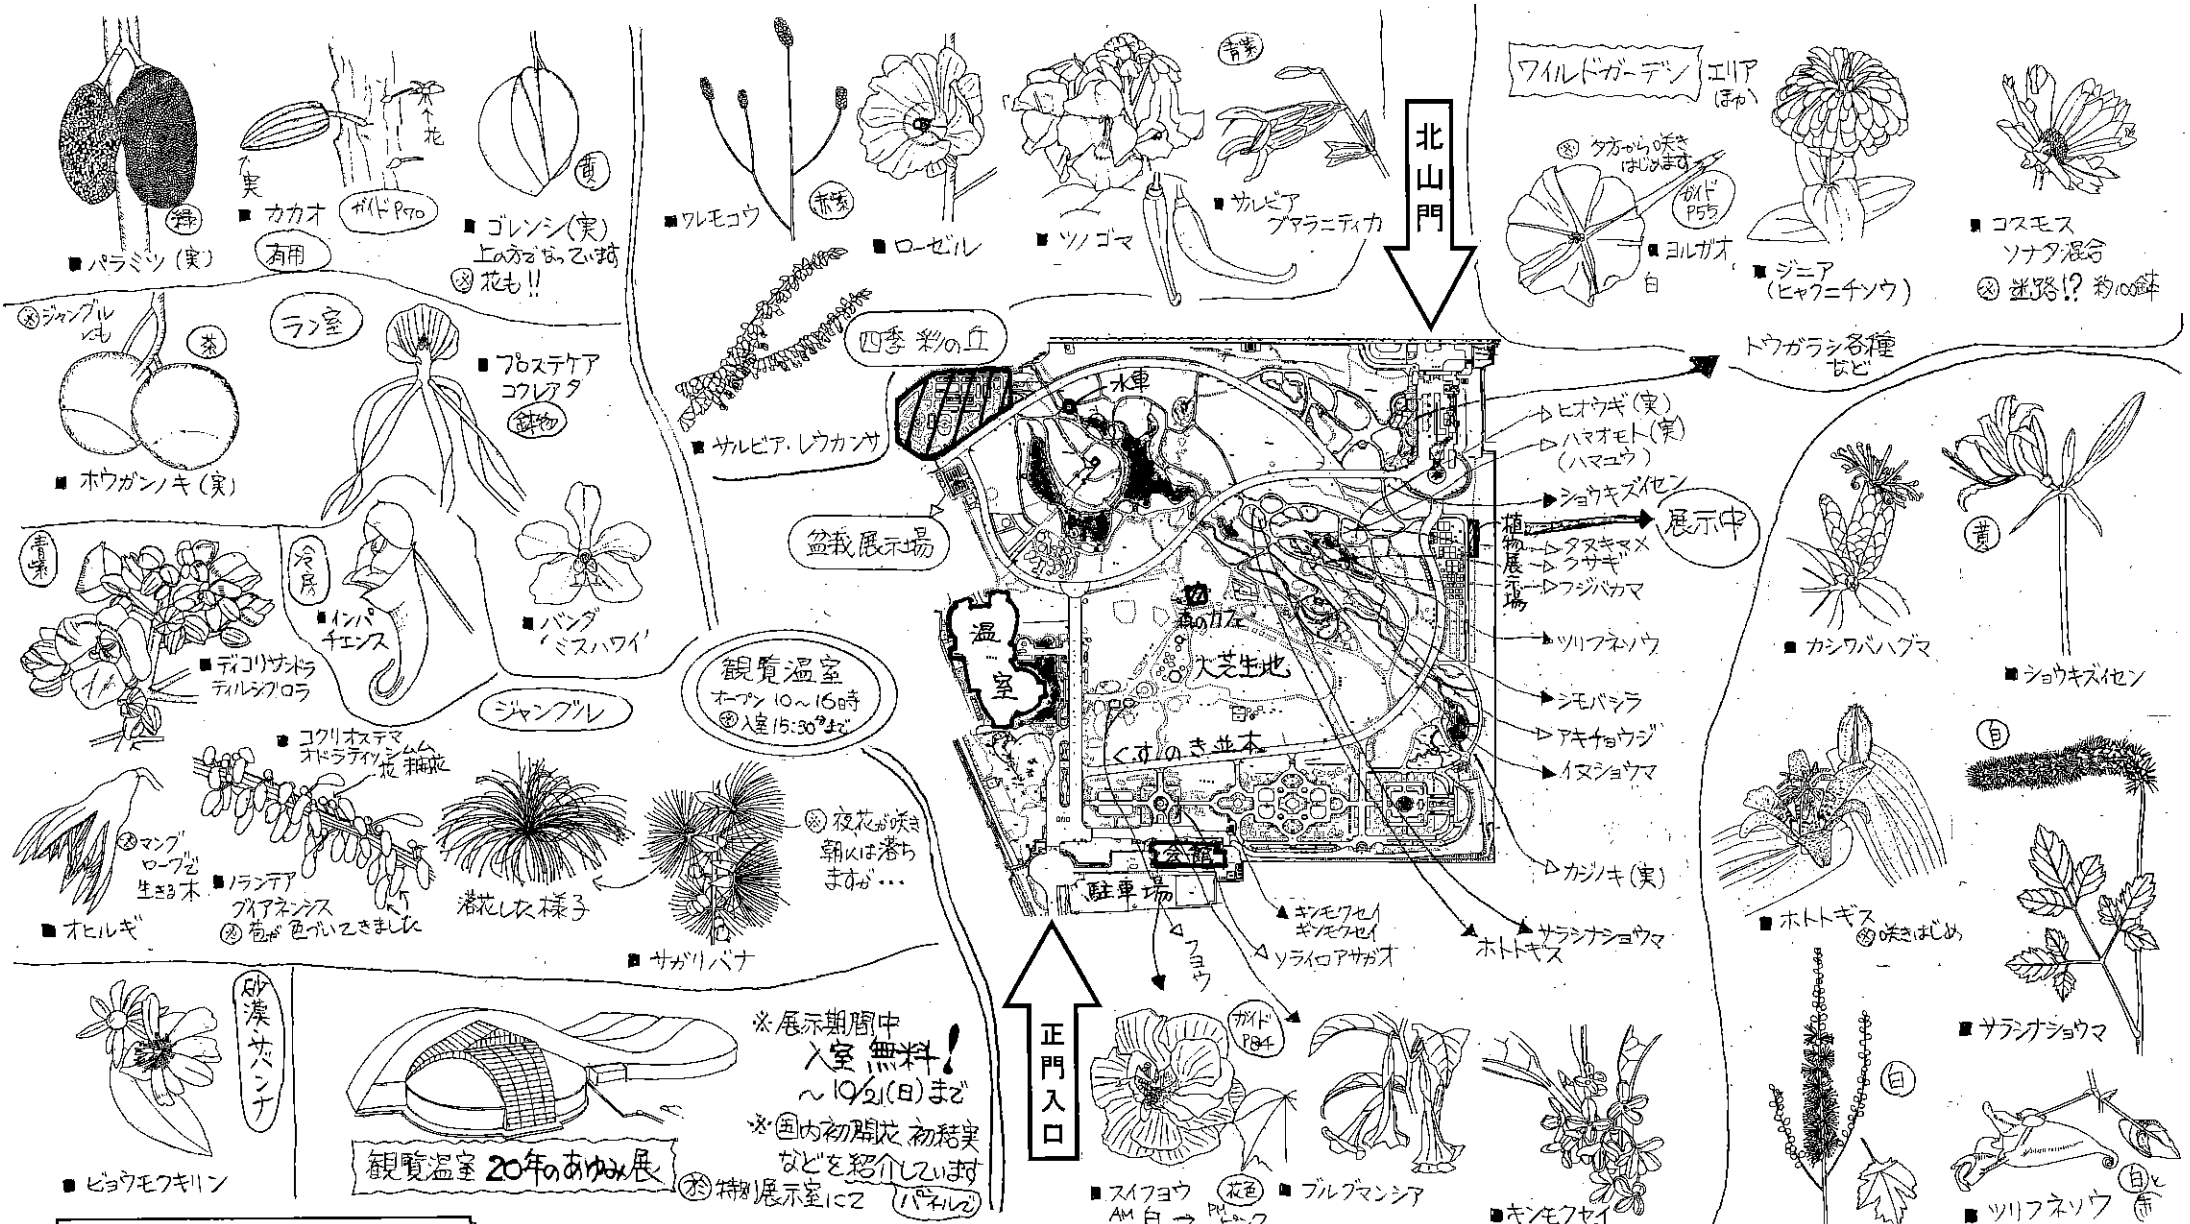 緑
■ パラミツ (実)
実
花
■ カカオ
ガイドP70
有用
黄
■ ゴレンシ(実)
上の方でなっています
※ 花も!!
※ジャングル
にも
茶
■ ホウガンノキ (実)
ラン室
■ プロステケア
コクレアタ
鉢物
青紫
■ ディコリサンドラ
ティルシフロラ
冷房
■インパ
チエンス
■ バンダ
'ミスハワイ'
ジャングル
■ コクリオステマ
オドラティッシムム
※マング
ローブで
生きる木
■ オヒルギ
■ノランテア
グイアネンシス
※ 苞が色づいてきました
落花した様子
※ 夜花が咲き
朝には落ち
ますが…
■ サガリバナ
砂漠・サバンナ
■ ビョウモクキリン
観覧温室 20年のあゆみ展
於 特別展示室にて
※ 展示期間中
入室 無料!
～10/21(日)まで
※ 国内初開花、初結実
などを紹介しています
パネルで
観覧温室
オープン 10～16時
※入室15:30分まで
■ワレモコウ
赤紫
■ ローゼル
■ ツノゴマ
青紫
■ サルビア
グアラニティカ
■ サルビア・レウカンサ
四季 彩の丘
盆栽展示場
北山門
水車
温室
森のカフェ
大芝生地
くすのき並木
会館
駐車場
正門入口
植物展示場
展示中
ワイルドガーデン エリア
ほか
※ 夕方から咲き
はじめます
ガイド
P55
■ヨルガオ
白
■ ジニア
(ヒャクニチソウ)
■ コスモス
ソナタ混合
※ 迷路!? 約100鉢
トウガラシ各種
など
ヒオウギ(実)
ハマオモト(実)
(ハマユウ)
ショウキズイセン
タヌキマメ
クサギ
フジバカマ
ツリフネソウ
シモバシラ
アキチョウジ
イヌショウマ
カジノキ(実)
サラシナショウマ
ホトトギス
キンモクセイ
ギンモクセイ
ソライロアサガオ
フヨウ
ガイド
P84
■ スイフヨウ
花色
AM 白 → PM ピンク
■ ブルグマンシア
■キンモクセイ
■ カシワバハグマ
黄
■ショウキズイセン
■ ホトトギス
※ 咲きはじめ
白
■ サラシナショウマ
白
■ ツリフネソウ
白と